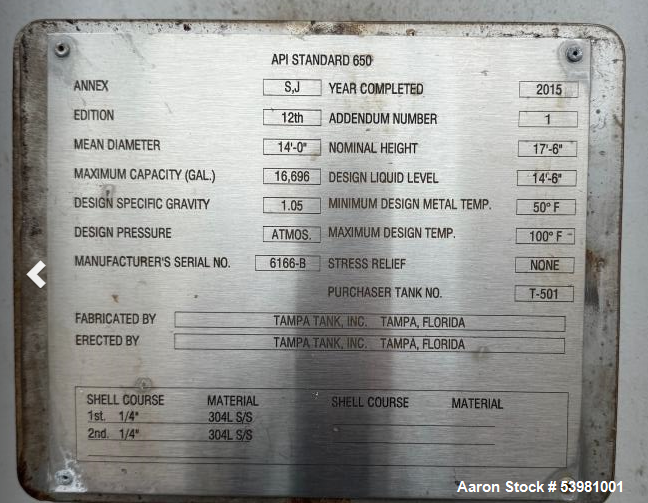 API STANDARD 650
ANNEX S,J YEAR COMPLETED 2015
EDITION 12th ADDENDUM NUMBER 1
MEAN DIAMETER 14'-0" NOMINAL HEIGHT 17'-6"
MAXIMUM CAPACITY (GAL.) 16,696 DESIGN LIQUID LEVEL 14'-6"
DESIGN SPECIFIC GRAVITY 1.05 MINIMUM DESIGN METAL TEMP. 50° F
DESIGN PRESSURE ATMOS. MAXIMUM DESIGN TEMP. 100° F
MANUFACTURER'S SERIAL NO. 6166-B STRESS RELIEF NONE
PURCHASER TANK NO. T-501
FABRICATED BY TAMPA TANK, INC. TAMPA, FLORIDA
ERECTED BY TAMPA TANK, INC. TAMPA, FLORIDA
SHELL COURSE MATERIAL SHELL COURSE MATERIAL
1st. 1/4" 304L S/S
2nd. 1/4" 304L S/S
Aaron Stock # 53981001